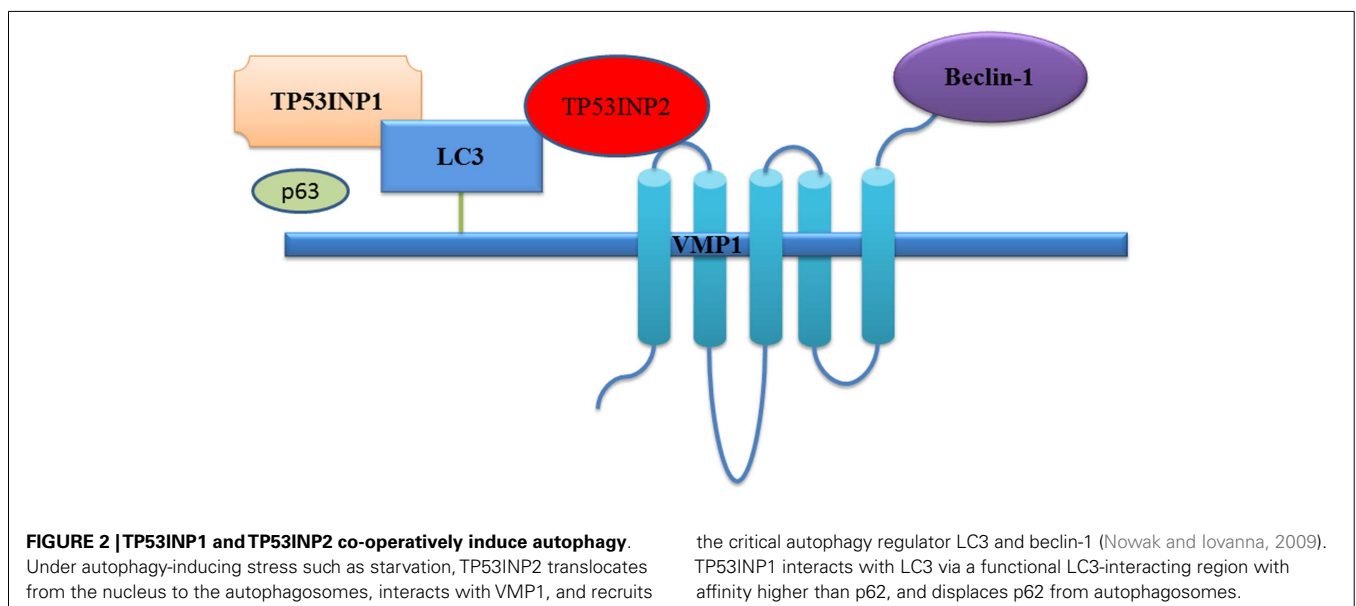 TP53INP1
LC3
TP53INP2
Beclin-1
p63
VMP1
FIGURE 2 | TP53INP1 and TP53INP2 co-operatively induce autophagy.
Under autophagy-inducing stress such as starvation, TP53INP2 translocates
from the nucleus to the autophagosomes, interacts with VMP1, and recruits
the critical autophagy regulator LC3 and beclin-1 (Nowak and Iovanna, 2009).
TP53INP1 interacts with LC3 via a functional LC3-interacting region with
affinity higher than p62, and displaces p62 from autophagosomes.